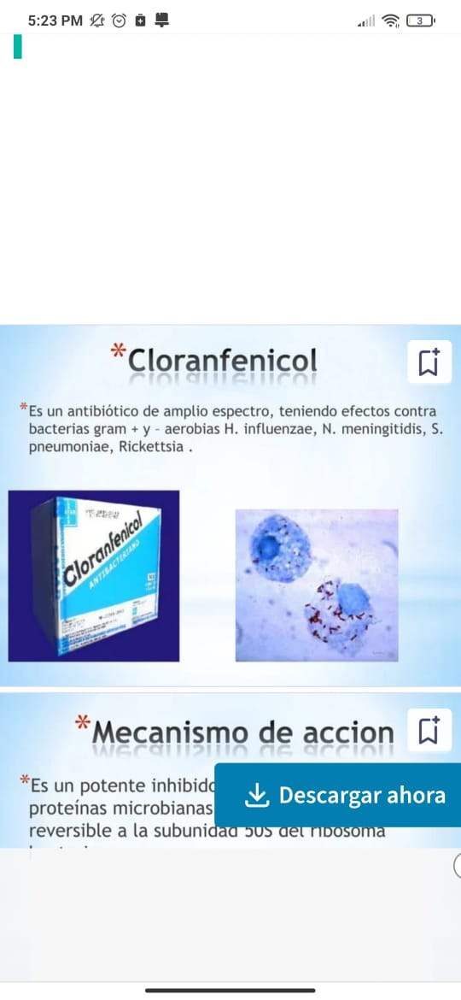 5:23 PM
3
*Cloranfenicol
*Es un antibiótico de amplio espectro, teniendo efectos contra
bacterias gram + y - aerobias H. influenzae, N. meningitidis, S.
pneumoniae, Rickettsia .
Cloranfenicol
ANTIBACTERIANO
*Mecanismo de accion
*Es un potente
proteínas microbianas
reversible a la subunidad 50S del ribosoma
Descargar ahora